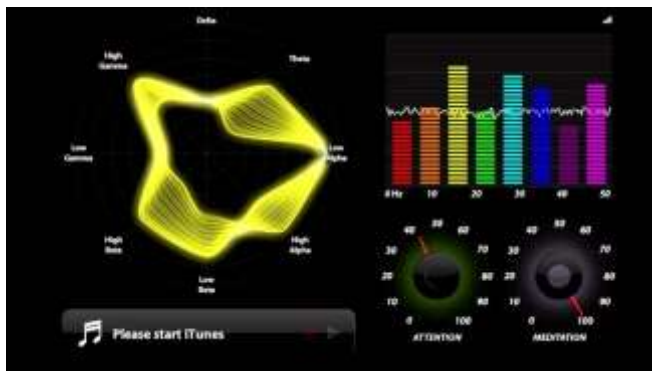 Delta
Theta
High
Gamma
Low
Gamma
Low
Alpha
High
Beta
High
Alpha
Low
Beta
Please start iTunes
0 Hz 10 20 30 40 50
0 10 20 30 40 50 60 70 80 90 100
ATTENTION
0 10 20 30 40 50 60 70 80 90 100
MEDITATION